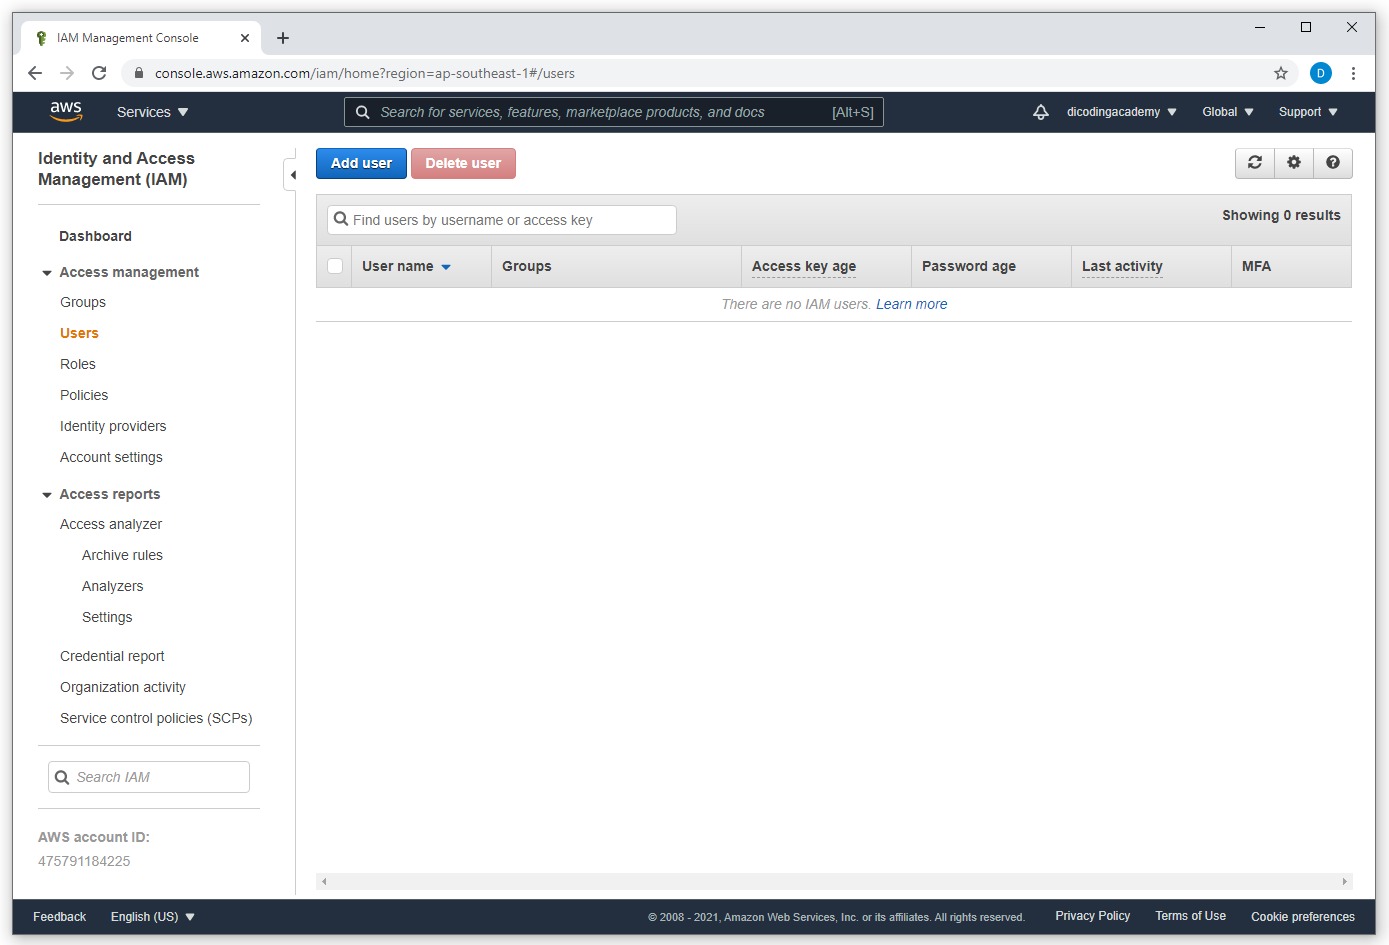 IAM Management Console
console.aws.amazon.com/iam/home?region=ap-southeast-1#/users
D
aws
Services
Search for services, features, marketplace products, and docs [Alt+S]
dicodingacademy
Global
Support
Identity and Access
Management (IAM)
Dashboard
Access management
Groups
Users
Roles
Policies
Identity providers
Account settings
Access reports
Access analyzer
Archive rules
Analyzers
Settings
Credential report
Organization activity
Service control policies (SCPs)
Search IAM
AWS account ID:
475791184225
Add user
Delete user
Find users by username or access key
Showing 0 results
User name Groups Access key age Password age Last activity MFA
There are no IAM users. Learn more
Feedback English (US) © 2008 - 2021, Amazon Web Services, Inc. or its affiliates. All rights reserved. Privacy Policy Terms of Use Cookie preferences